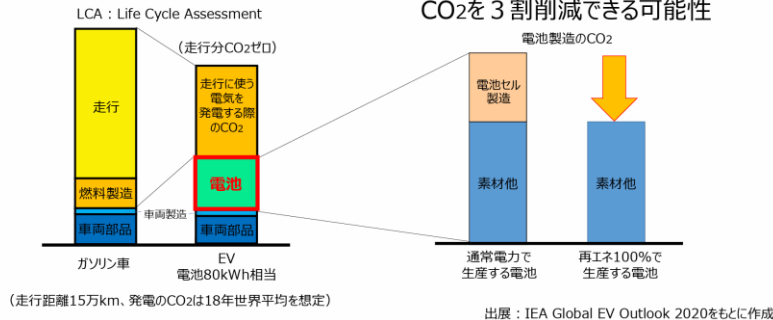 LCA：Life Cycle Assessment
CO2を３割削減できる可能性
（走行分CO2ゼロ）
電池製造のCO2
走行
燃料製造
車両部品
車両製造
走行に使う
電気を
発電する際
のCO2
電池
車両部品
電池セル
製造
素材他
素材他
ガソリン車
EV
電池80kWh相当
通常電力で
生産する電池
再エネ100%で
生産する電池
（走行距離15万km、発電のCO2は18年世界平均を想定）
出展：IEA Global EV Outlook 2020をもとに作成